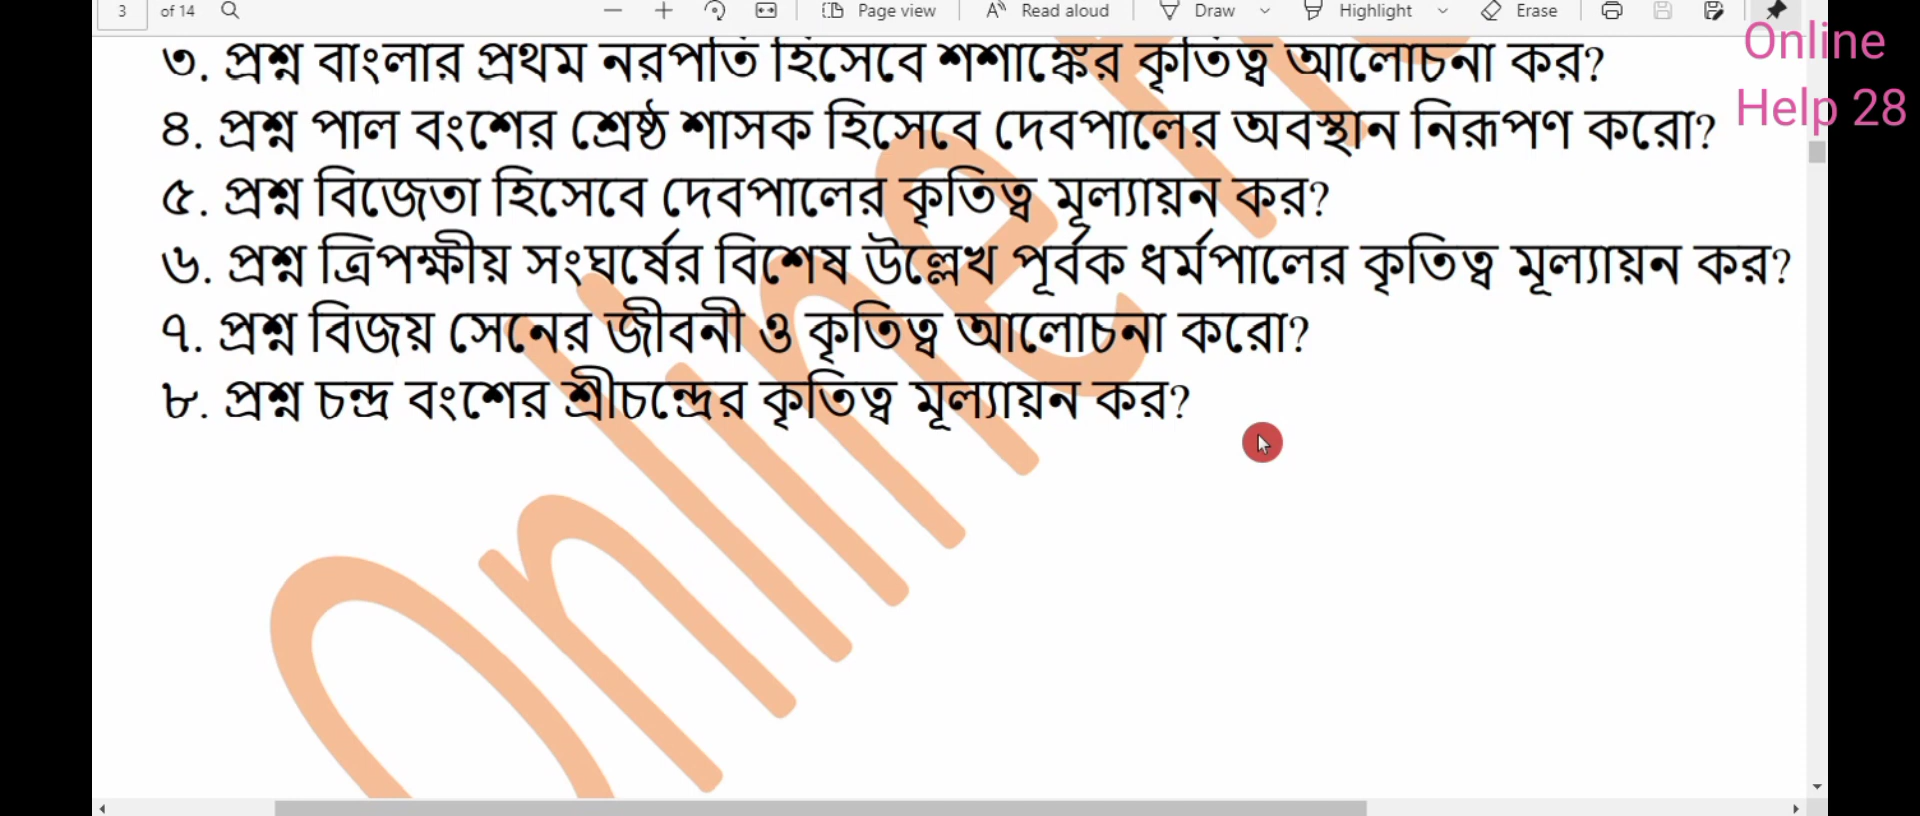 3 of 14 Page view Read aloud Draw Highlight Erase
Online
Help 28
৩. প্রশ্ন বাংলার প্রথম নরপতি হিসেবে শশাঙ্কের কৃতিত্ব আলোচনা কর?
৪. প্রশ্ন পাল বংশের শ্রেষ্ঠ শাসক হিসেবে দেবপালের অবস্থান নিরূপণ করো?
৫. প্রশ্ন বিজেতা হিসেবে দেবপালের কৃতিত্ব মূল্যায়ন কর?
৬. প্রশ্ন ত্রিপক্ষীয় সংঘর্ষের বিশেষ উল্লেখ পূর্বক ধর্মপালের কৃতিত্ব মূল্যায়ন কর?
৭. প্রশ্ন বিজয় সেনের জীবনী ও কৃতিত্ব আলোচনা করো?
৮. প্রশ্ন চন্দ্র বংশের শ্রীচন্দ্রের কৃতিত্ব মূল্যায়ন কর?
Online